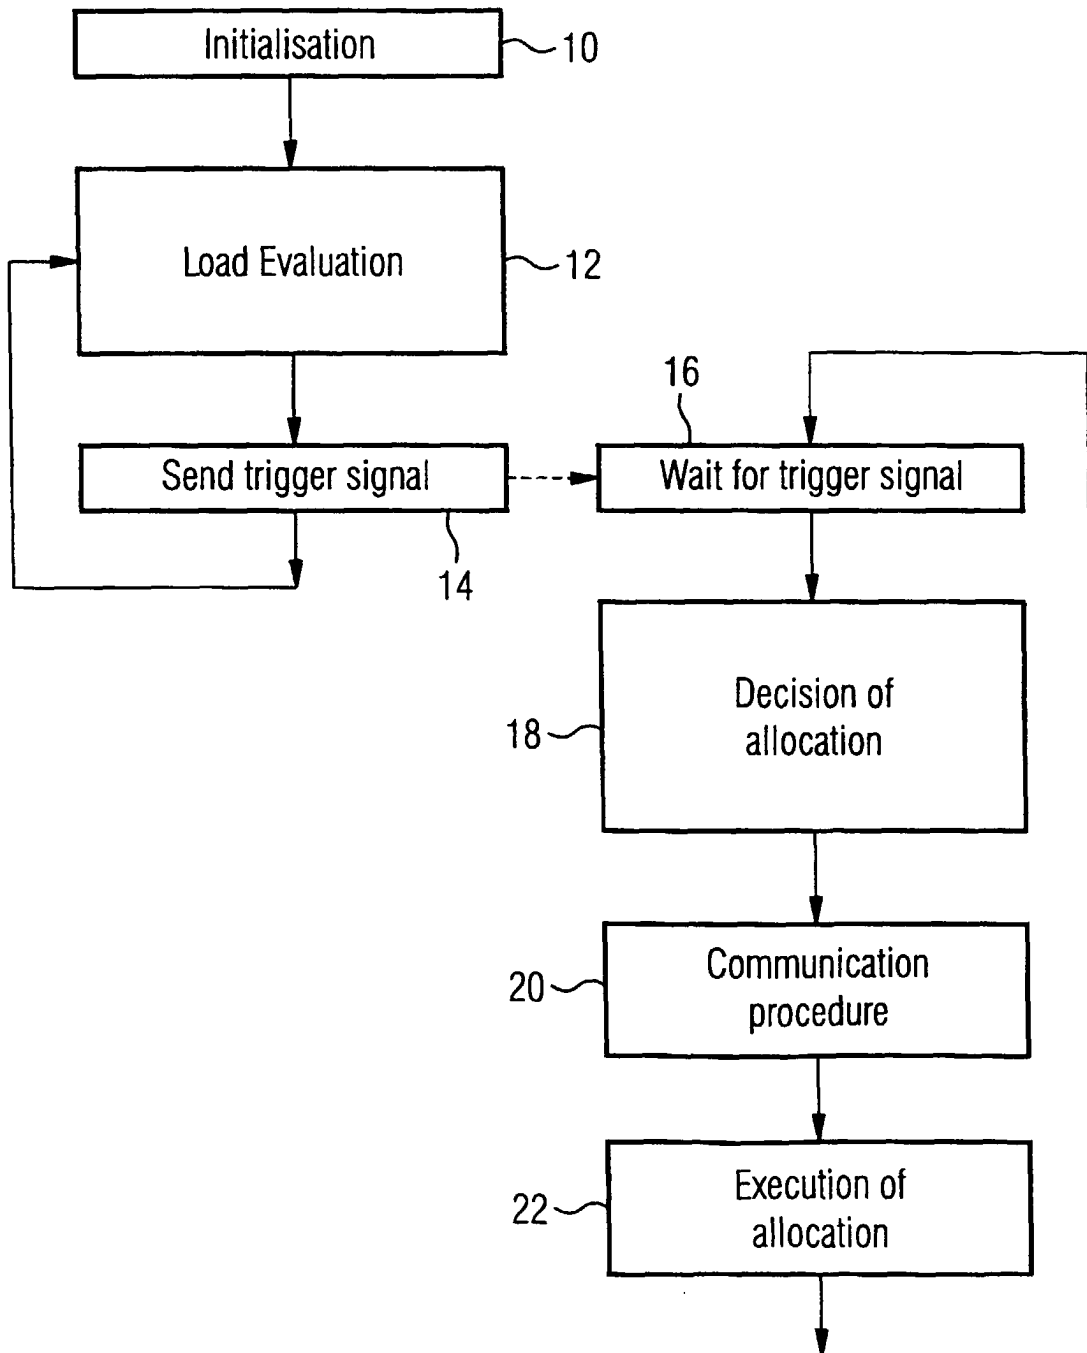 Initialisation
10
Load Evaluation
12
16
Send trigger signal
Wait for trigger signal
14
Decision of
allocation
18
Communication
procedure
20
Execution of
allocation
22